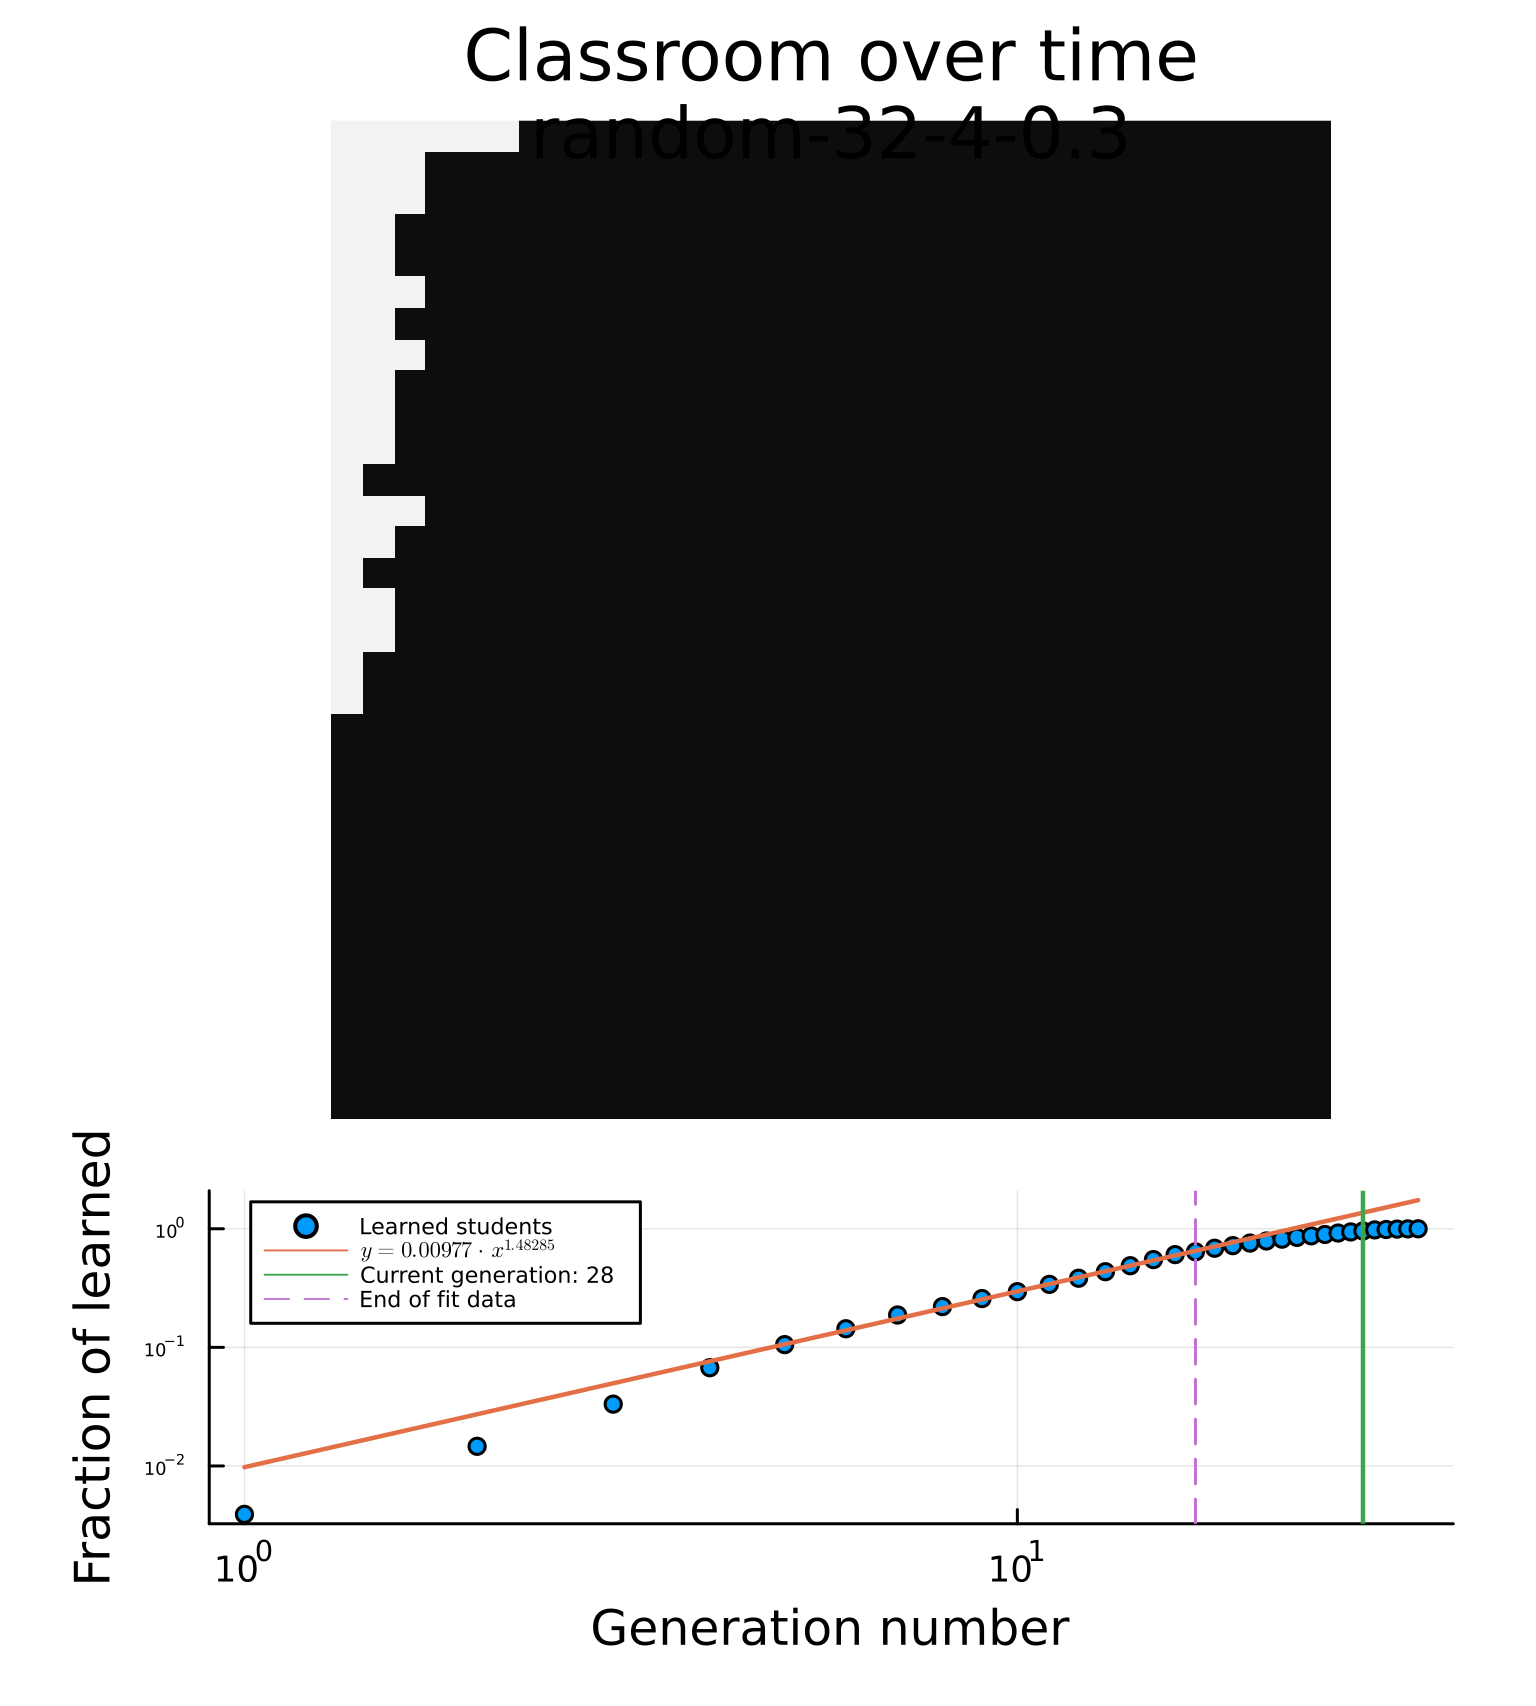 Classroom over time
random-32-4-0.3
Fraction of learned
10⁰
10⁻¹
10⁻²
Learned students
y = 0.00977 · x^1.48285
Current generation: 28
End of fit data
10⁰
10¹
Generation number